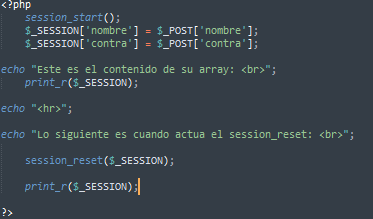 <?php
session_start();
$_SESSION['nombre'] = $_POST['nombre'];
$_SESSION['contra'] = $_POST['contra'];
echo "Este es el contenido de su array: <br>";
print_r($_SESSION);
echo "<hr>";
echo "Lo siguiente es cuando actua el session_reset: <br>";
session_reset($_SESSION);
print_r($_SESSION);
?>